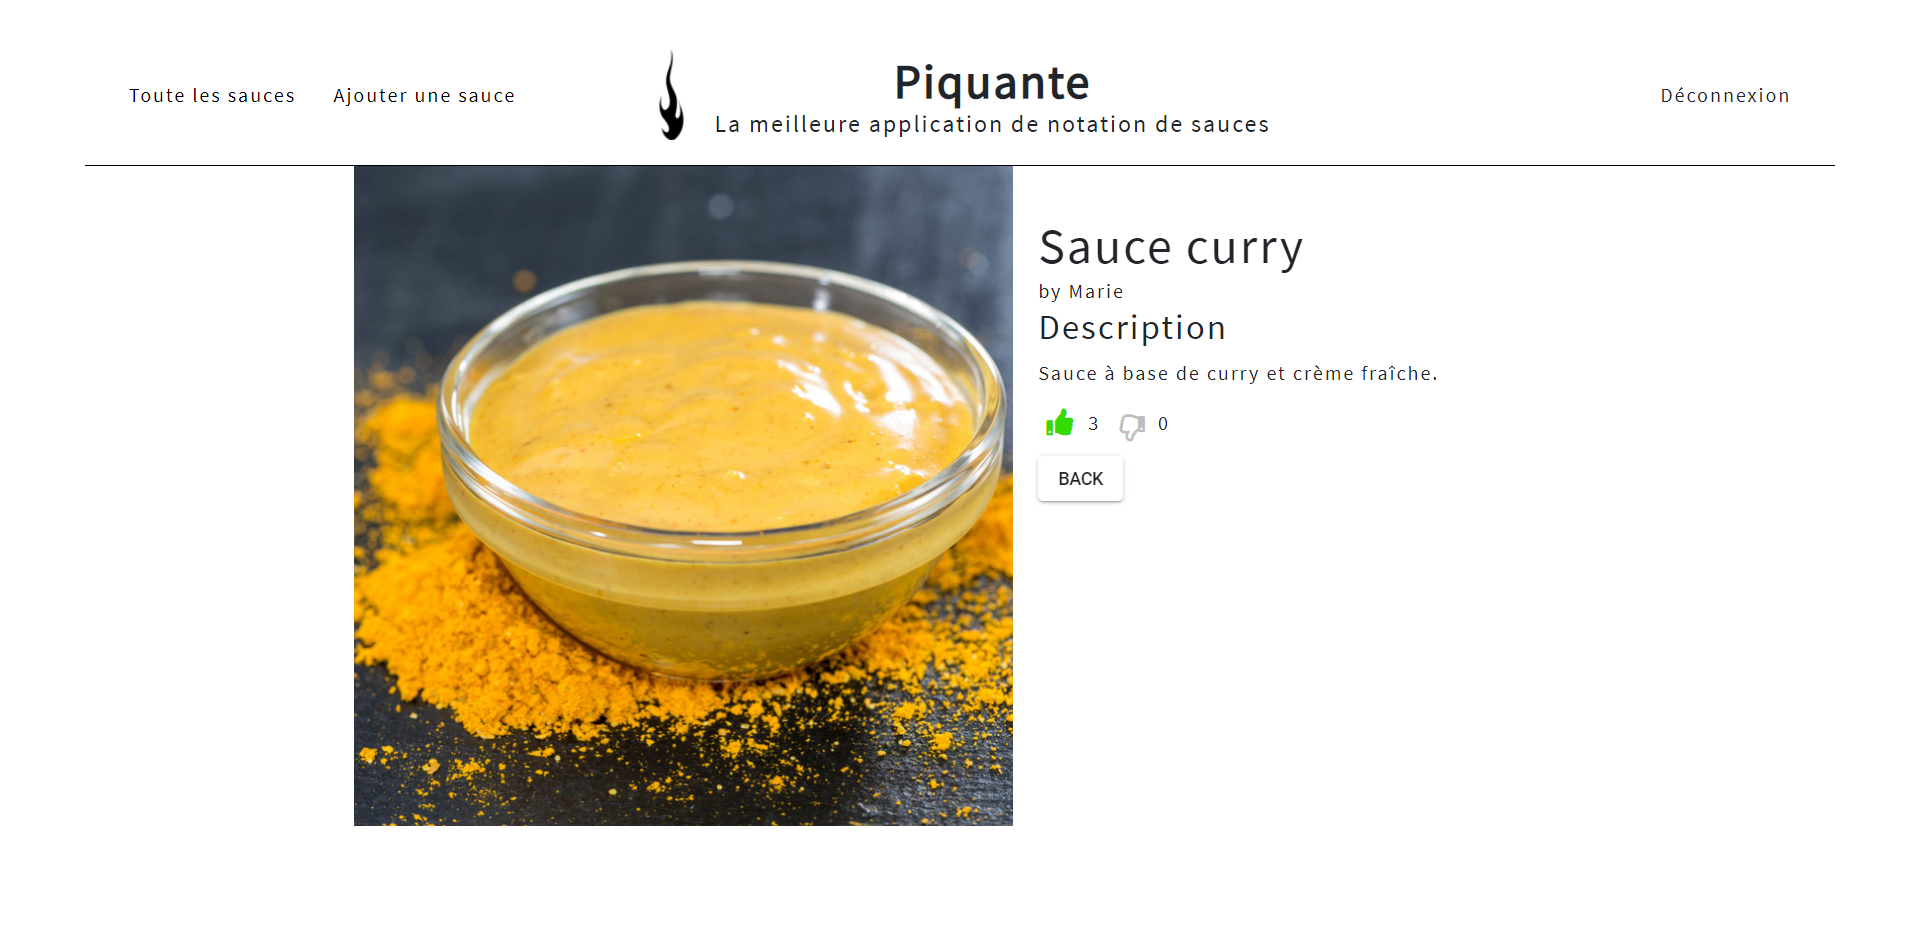 Toute les sauces
Ajouter une sauce
Piquante
La meilleure application de notation de sauces
Déconnexion
Sauce curry
by Marie
Description
Sauce à base de curry et crème fraîche.
3
0
BACK